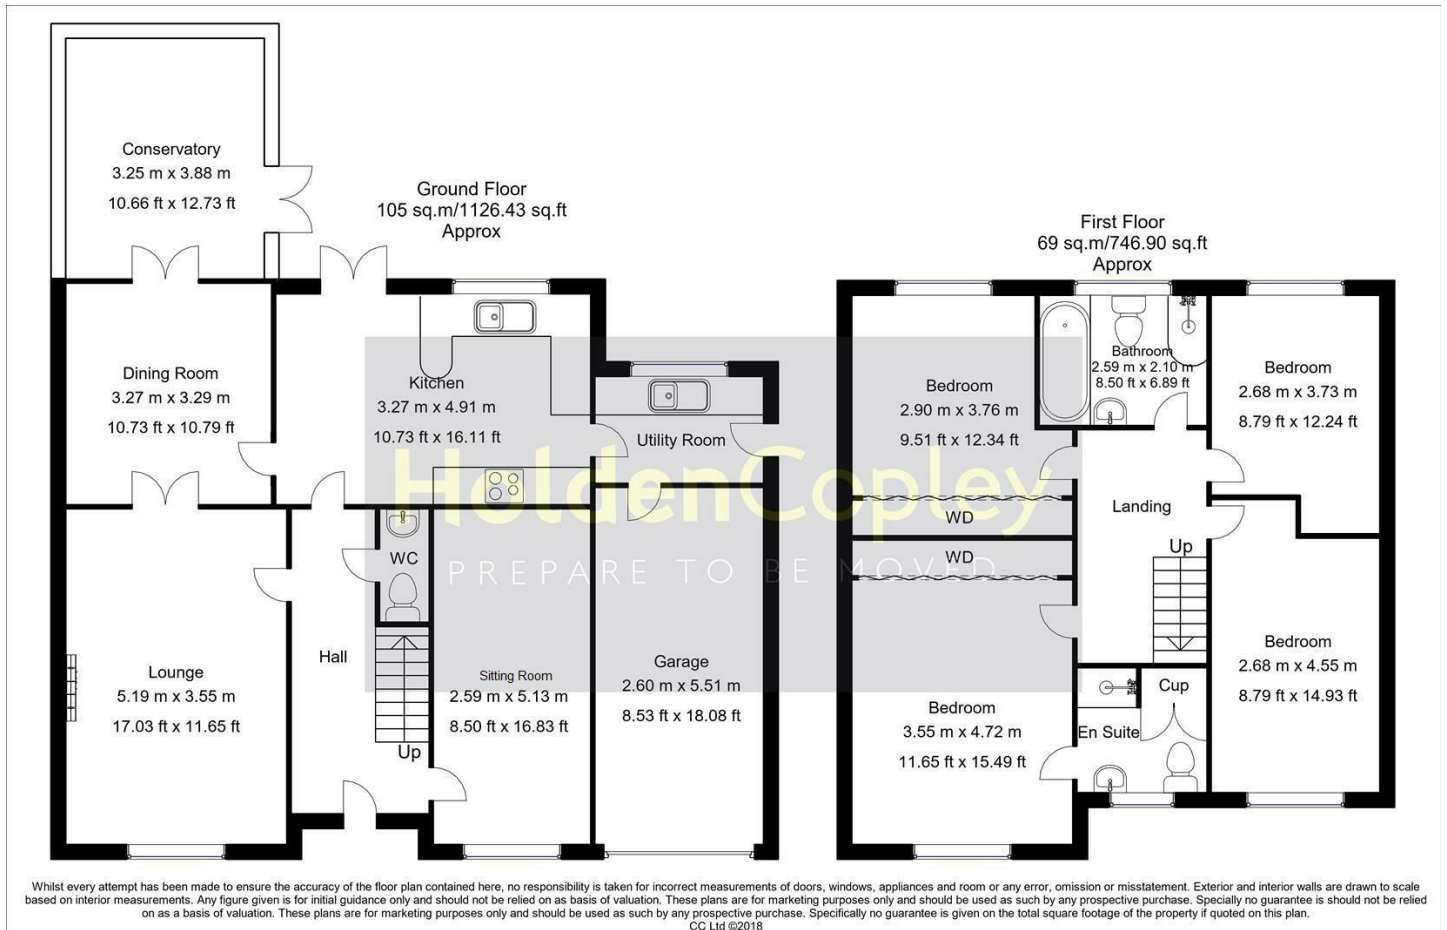 Conservatory
3.25 m x 3.88 m
10.66 ft x 12.73 ft
Ground Floor
105 sq.m/1126.43 sq.ft
Approx
Dining Room
3.27 m x 3.29 m
10.73 ft x 10.79 ft
Kitchen
3.27 m x 4.91 m
10.73 ft x 16.11 ft
Utility Room
WC
Hall
Up
Lounge
5.19 m x 3.55 m
17.03 ft x 11.65 ft
Sitting Room
2.59 m x 5.13 m
8.50 ft x 16.83 ft
Garage
2.60 m x 5.51 m
8.53 ft x 18.08 ft
HoldenCopley
PREPARE TO BE MOVED
First Floor
69 sq.m/746.90 sq.ft
Approx
Bedroom
2.90 m x 3.76 m
9.51 ft x 12.34 ft
WD
WD
Bathroom
2.59 m x 2.10 m
8.50 ft x 6.89 ft
Bedroom
2.68 m x 3.73 m
8.79 ft x 12.24 ft
Landing
Up
Bedroom
3.55 m x 4.72 m
11.65 ft x 15.49 ft
En Suite
Cup
Bedroom
2.68 m x 4.55 m
8.79 ft x 14.93 ft
Whilst every attempt has been made to ensure the accuracy of the floor plan contained here, no responsibility is taken for incorrect measurements of doors, windows, appliances and room or any error, omission or misstatement. Exterior and interior walls are drawn to scale
based on interior measurements. Any figure given is for initial guidance only and should not be relied on as basis of valuation. These plans are for marketing purposes only and should be used as such by any prospective purchase. Specially no guarantee is should not be relied
on as a basis of valuation. These plans are for marketing purposes only and should be used as such by any prospective purchase. Specifically no guarantee is given on the total square footage of the property if quoted on this plan.
CC Ltd ©2018